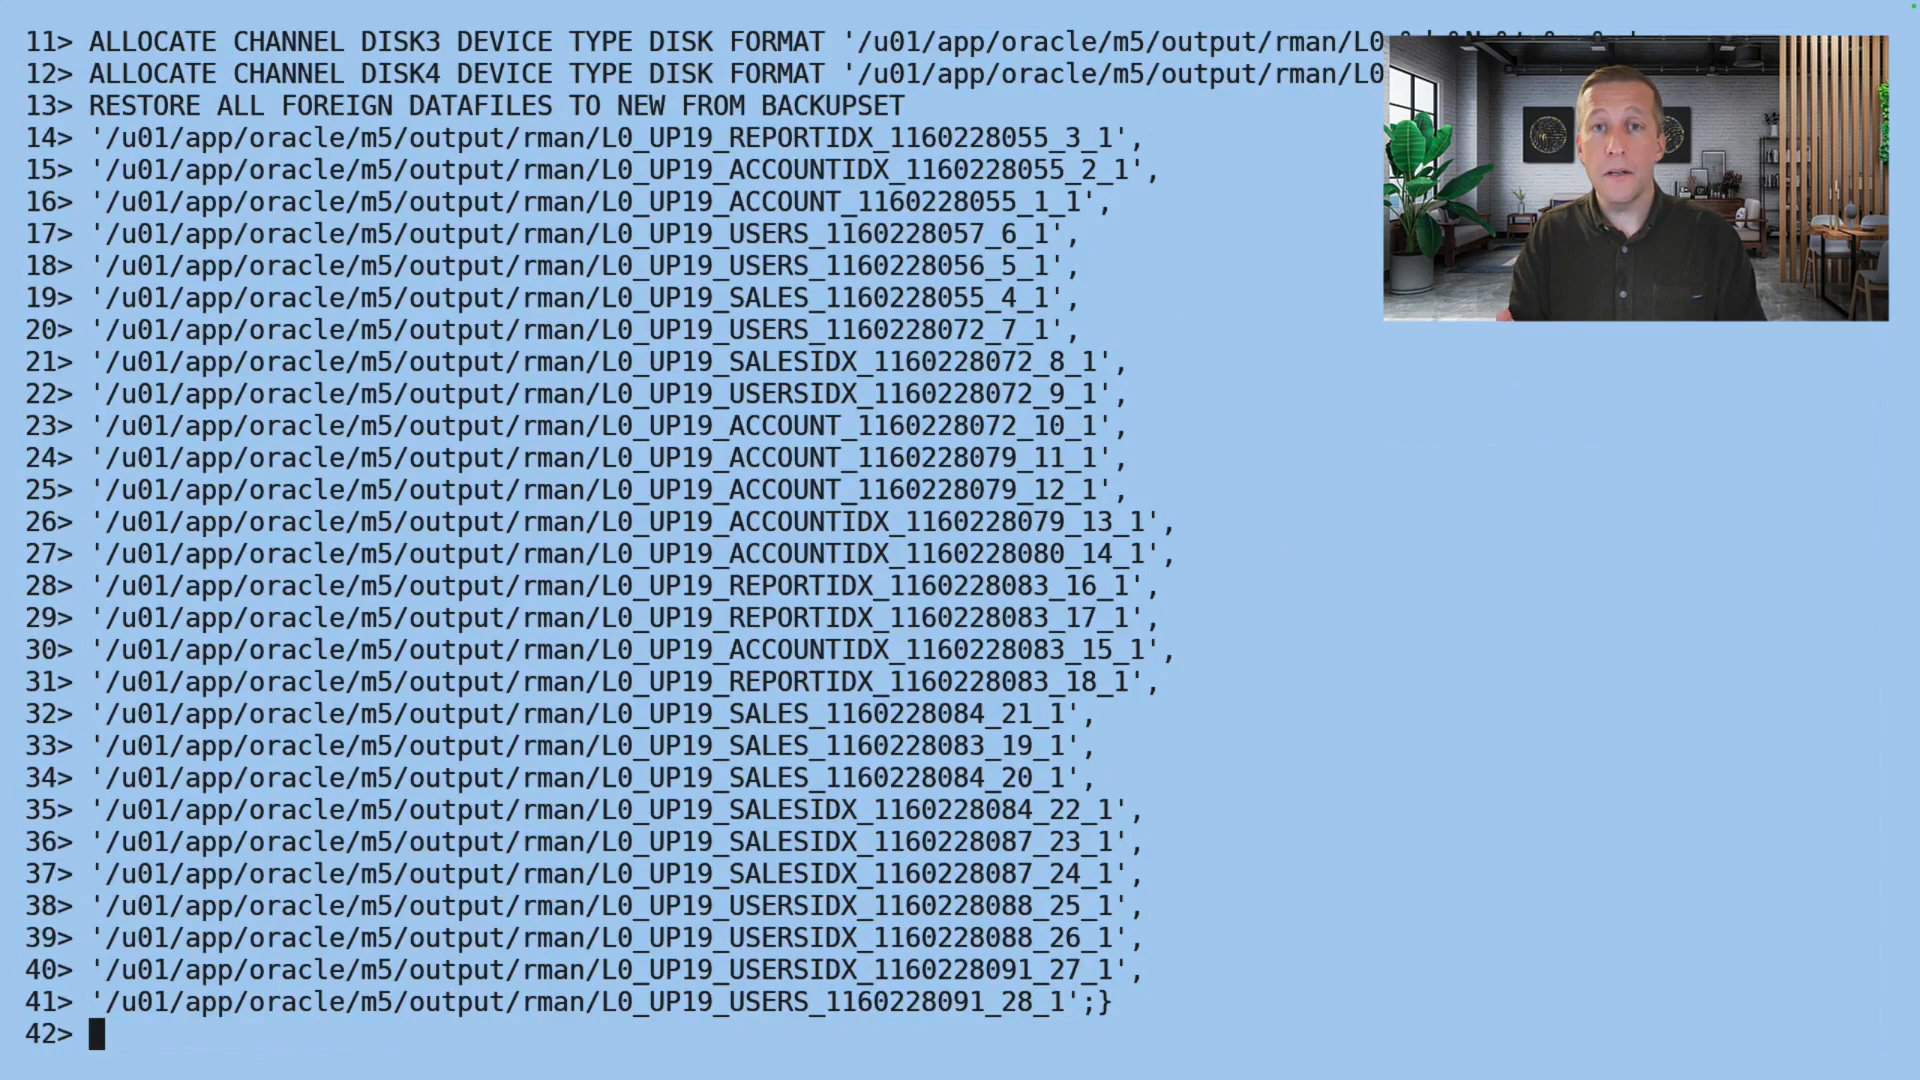 11> ALLOCATE CHANNEL DISK3 DEVICE TYPE DISK FORMAT '/u01/app/oracle/m5/output/rman/L0
12> ALLOCATE CHANNEL DISK4 DEVICE TYPE DISK FORMAT '/u01/app/oracle/m5/output/rman/L0
13> RESTORE ALL FOREIGN DATAFILES TO NEW FROM BACKUPSET
14> '/u01/app/oracle/m5/output/rman/L0_UP19_REPORTIDX_1160228055_3_1',
15> '/u01/app/oracle/m5/output/rman/L0_UP19_ACCOUNTIDX_1160228055_2_1',
16> '/u01/app/oracle/m5/output/rman/L0_UP19_ACCOUNT_1160228055_1_1',
17> '/u01/app/oracle/m5/output/rman/L0_UP19_USERS_1160228057_6_1',
18> '/u01/app/oracle/m5/output/rman/L0_UP19_USERS_1160228056_5_1',
19> '/u01/app/oracle/m5/output/rman/L0_UP19_SALES_1160228055_4_1',
20> '/u01/app/oracle/m5/output/rman/L0_UP19_USERS_1160228072_7_1',
21> '/u01/app/oracle/m5/output/rman/L0_UP19_SALESIDX_1160228072_8_1',
22> '/u01/app/oracle/m5/output/rman/L0_UP19_USERSIDX_1160228072_9_1',
23> '/u01/app/oracle/m5/output/rman/L0_UP19_ACCOUNT_1160228072_10_1',
24> '/u01/app/oracle/m5/output/rman/L0_UP19_ACCOUNT_1160228079_11_1',
25> '/u01/app/oracle/m5/output/rman/L0_UP19_ACCOUNT_1160228079_12_1',
26> '/u01/app/oracle/m5/output/rman/L0_UP19_ACCOUNTIDX_1160228079_13_1',
27> '/u01/app/oracle/m5/output/rman/L0_UP19_ACCOUNTIDX_1160228080_14_1',
28> '/u01/app/oracle/m5/output/rman/L0_UP19_REPORTIDX_1160228083_16_1',
29> '/u01/app/oracle/m5/output/rman/L0_UP19_REPORTIDX_1160228083_17_1',
30> '/u01/app/oracle/m5/output/rman/L0_UP19_ACCOUNTIDX_1160228083_15_1',
31> '/u01/app/oracle/m5/output/rman/L0_UP19_REPORTIDX_1160228083_18_1',
32> '/u01/app/oracle/m5/output/rman/L0_UP19_SALES_1160228084_21_1',
33> '/u01/app/oracle/m5/output/rman/L0_UP19_SALES_1160228083_19_1',
34> '/u01/app/oracle/m5/output/rman/L0_UP19_SALES_1160228084_20_1',
35> '/u01/app/oracle/m5/output/rman/L0_UP19_SALESIDX_1160228084_22_1',
36> '/u01/app/oracle/m5/output/rman/L0_UP19_SALESIDX_1160228087_23_1',
37> '/u01/app/oracle/m5/output/rman/L0_UP19_SALESIDX_1160228087_24_1',
38> '/u01/app/oracle/m5/output/rman/L0_UP19_USERSIDX_1160228088_25_1',
39> '/u01/app/oracle/m5/output/rman/L0_UP19_USERSIDX_1160228088_26_1',
40> '/u01/app/oracle/m5/output/rman/L0_UP19_USERSIDX_1160228091_27_1',
41> '/u01/app/oracle/m5/output/rman/L0_UP19_USERS_1160228091_28_1';}
42>